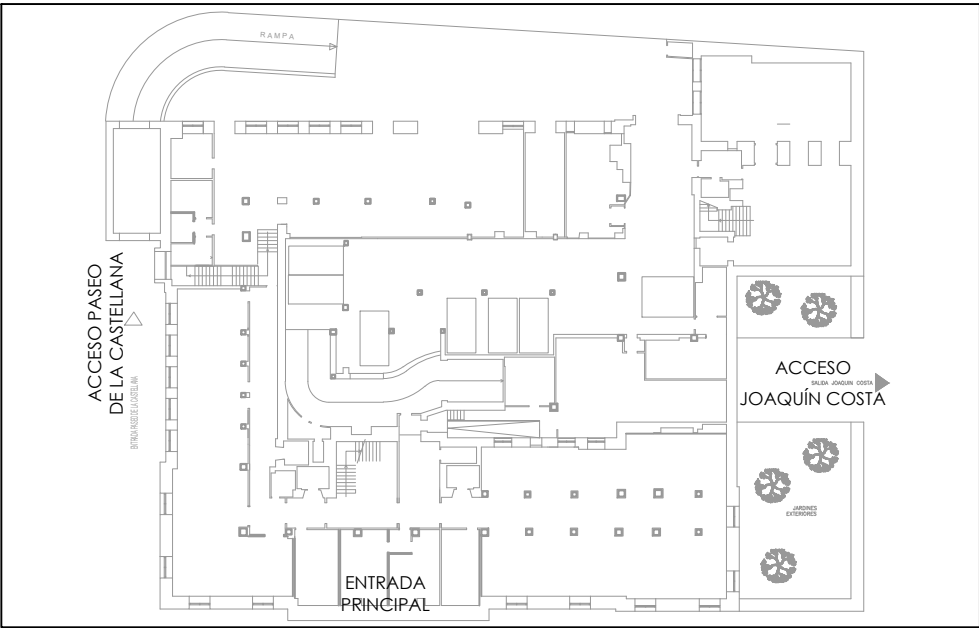 RAMPA
ACCESO PASEO
DE LA CASTELLANA
ENTRADA PASEO DE LA CASTELLANA
ACCESO
SALIDA JOAQUIN COSTA
JOAQUÍN COSTA
JARDINES
EXTERIORES
ENTRADA
PRINCIPAL